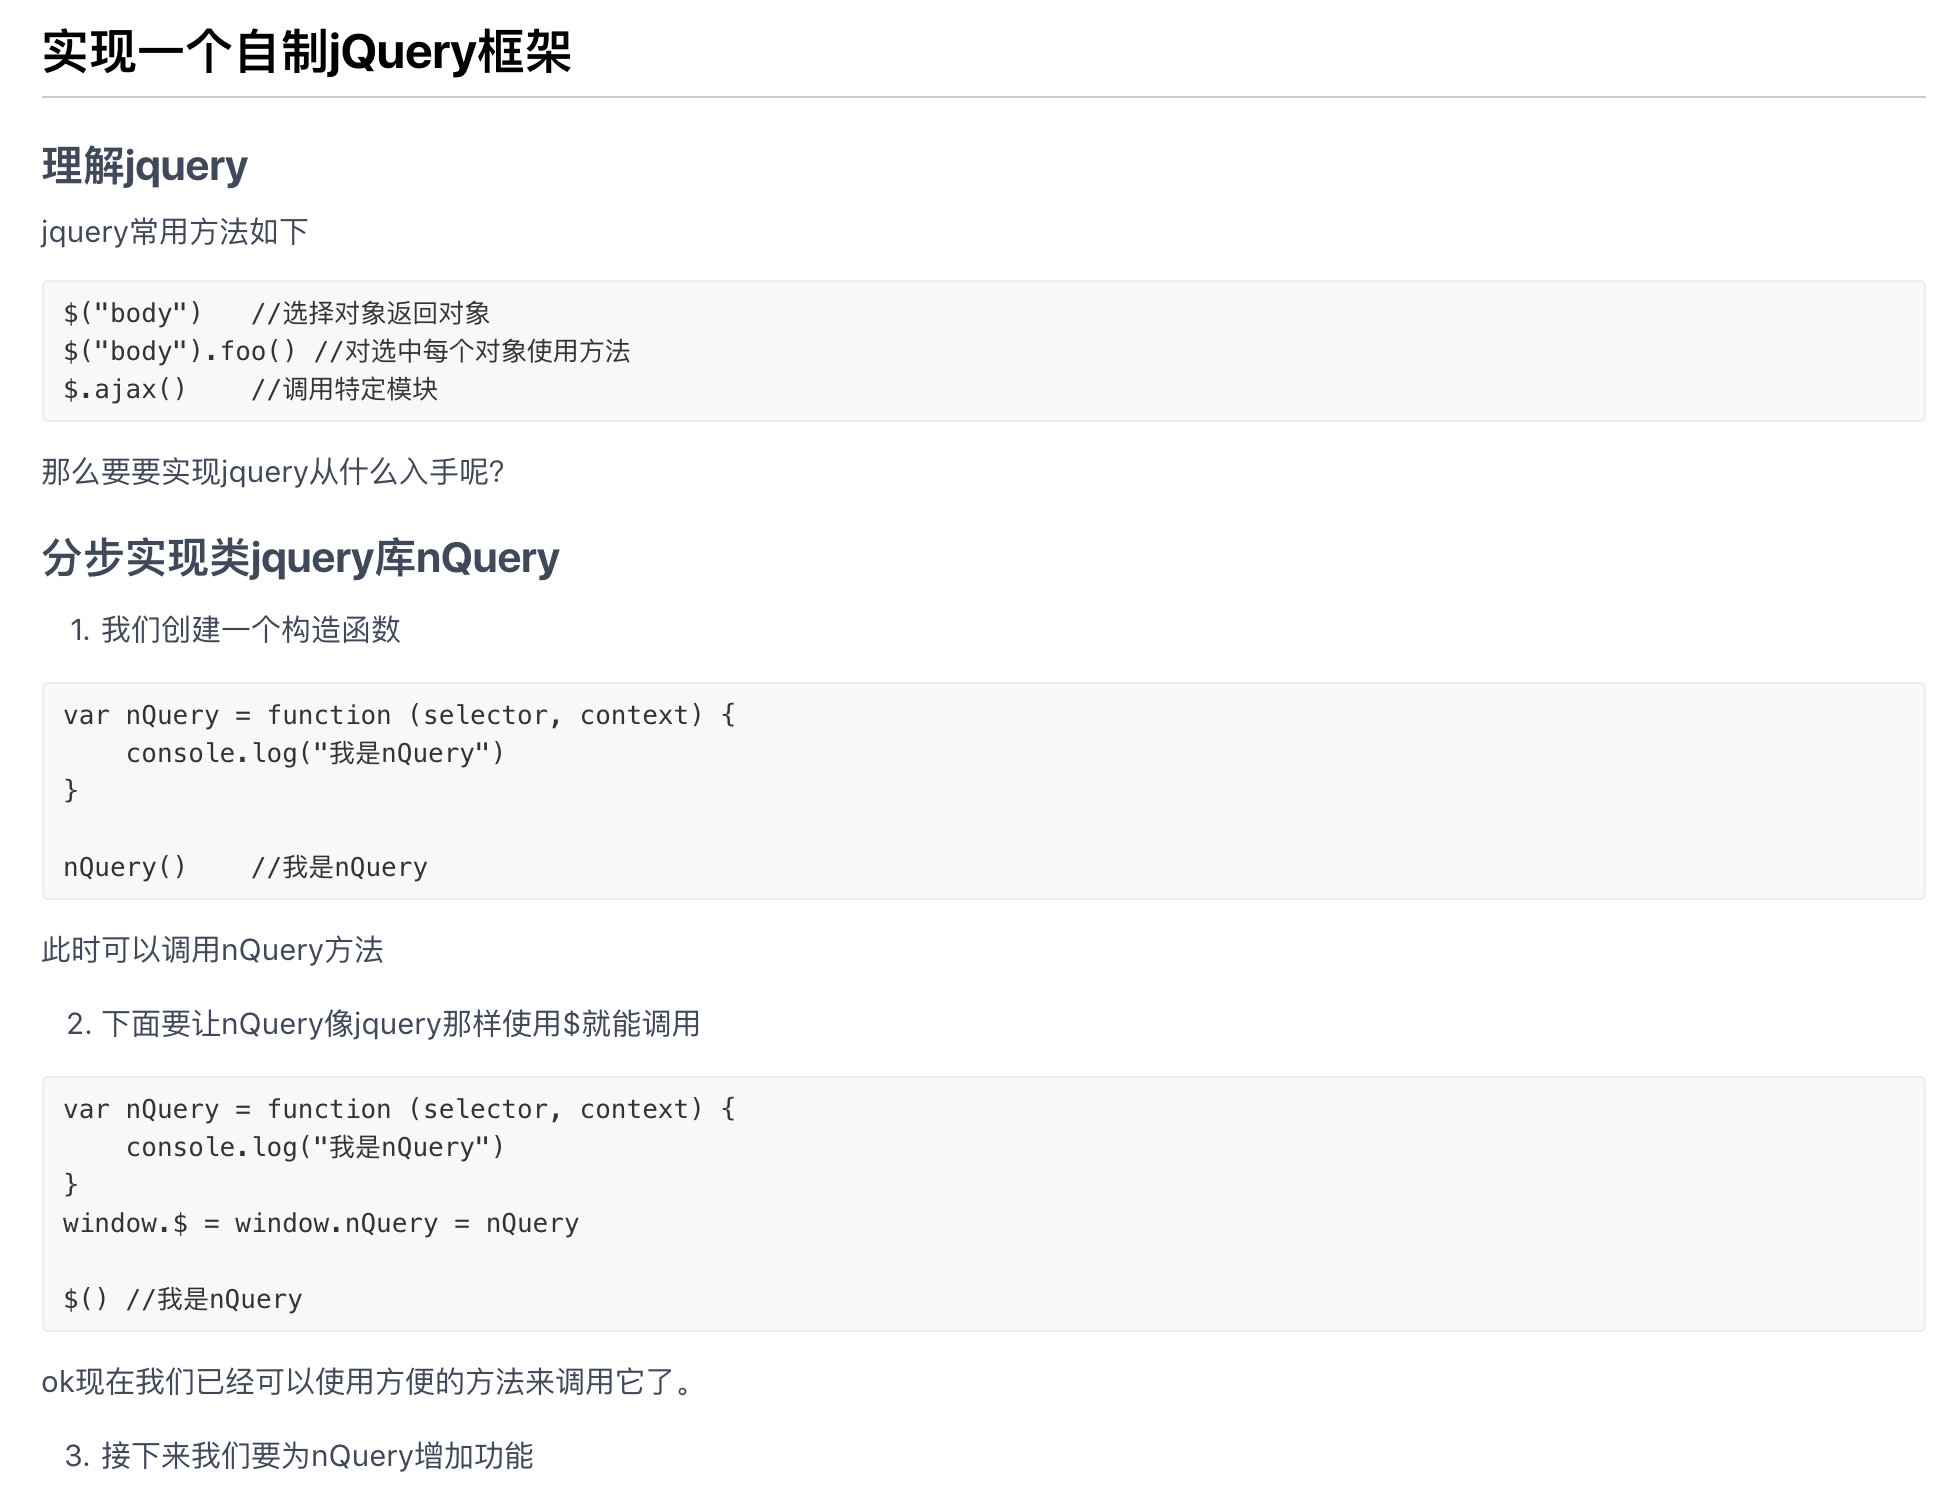 实现一个自制jQuery框架
理解jquery
jquery常用方法如下
$("body")   //选择对象返回对象
$("body").foo() //对选中每个对象使用方法
$.ajax()    //调用特定模块
那么要要实现jquery从什么入手呢?
分步实现类jquery库nQuery
1. 我们创建一个构造函数
var nQuery = function (selector, context) {
    console.log("我是nQuery")
}
nQuery()    //我是nQuery
此时可以调用nQuery方法
2. 下面要让nQuery像jquery那样使用$就能调用
var nQuery = function (selector, context) {
    console.log("我是nQuery")
}
window.$ = window.nQuery = nQuery
$() //我是nQuery
ok现在我们已经可以使用方便的方法来调用它了。
3. 接下来我们要为nQuery增加功能